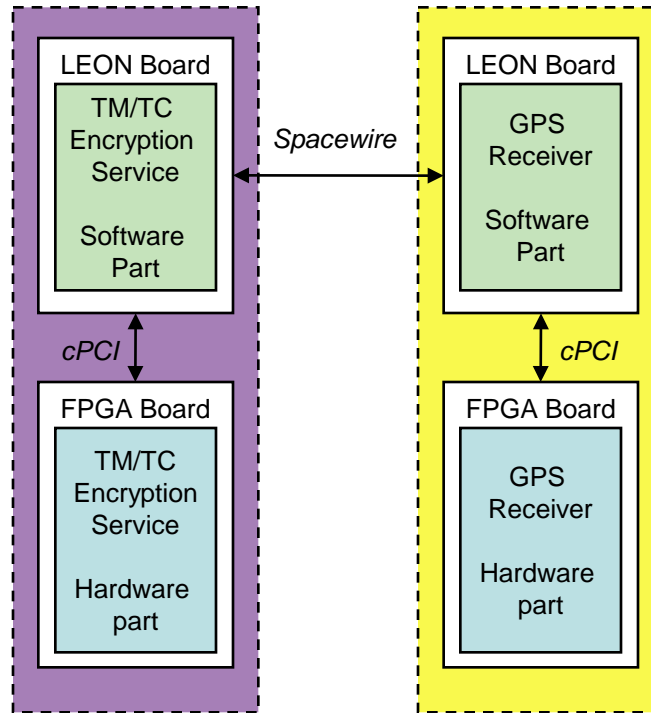 LEON Board
TM/TC
Encryption
Service
Software
Part
Spacewire
LEON Board
GPS
Receiver
Software
Part
cPCI
cPCI
FPGA Board
TM/TC
Encryption
Service
Hardware
part
FPGA Board
GPS
Receiver
Hardware
part